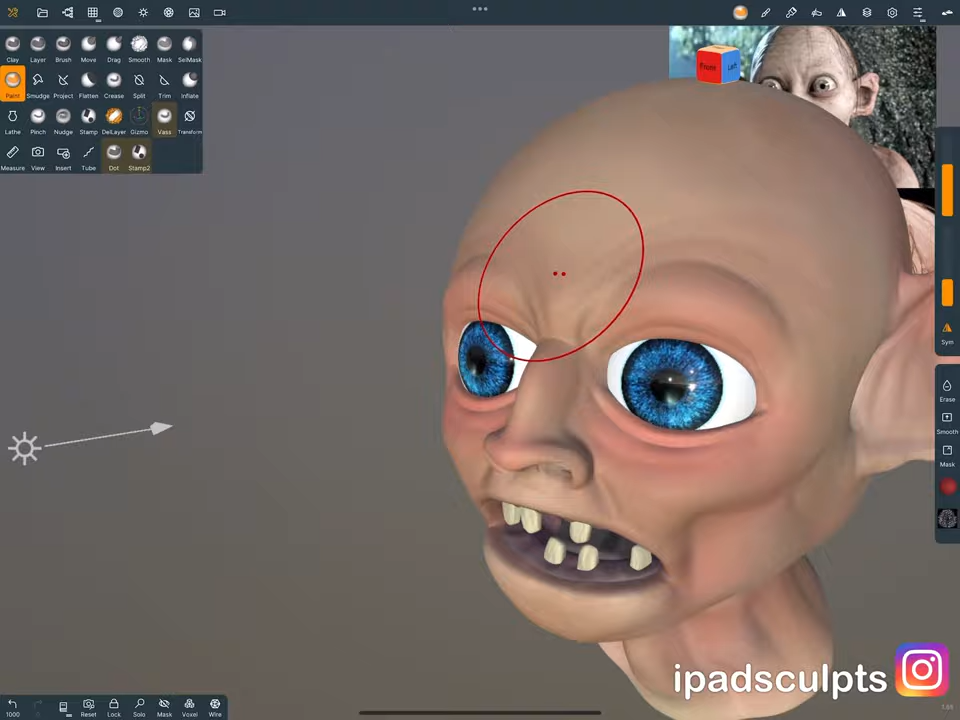 Clay Layer Brush Move Drag Smooth Mask SelMask
Paint Smudge Project Flatten Crease Split Trim Inflate
Lathe Pinch Nudge Stamp DelLayer Gizmo Vass Transform
Measure View Insert Tube Dot Stamp2
Front Left
Sym
Erase
Smooth
Mask
ipadsculpts
1000 Reset Lock Solo Mask Voxel Wire